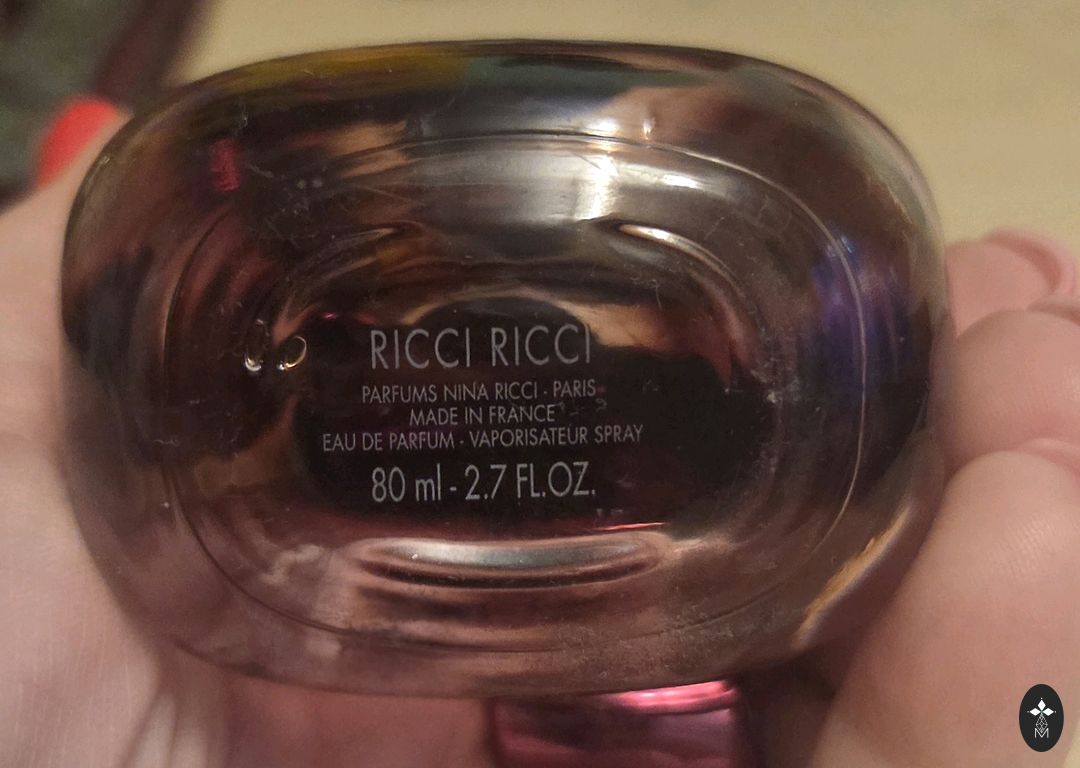 RICCI RICCI
PARFUMS NINA RICCI · PARIS
MADE IN FRANCE
EAU DE PARFUM · VAPORISATEUR SPRAY
80 ml - 2.7 FL.OZ.
M